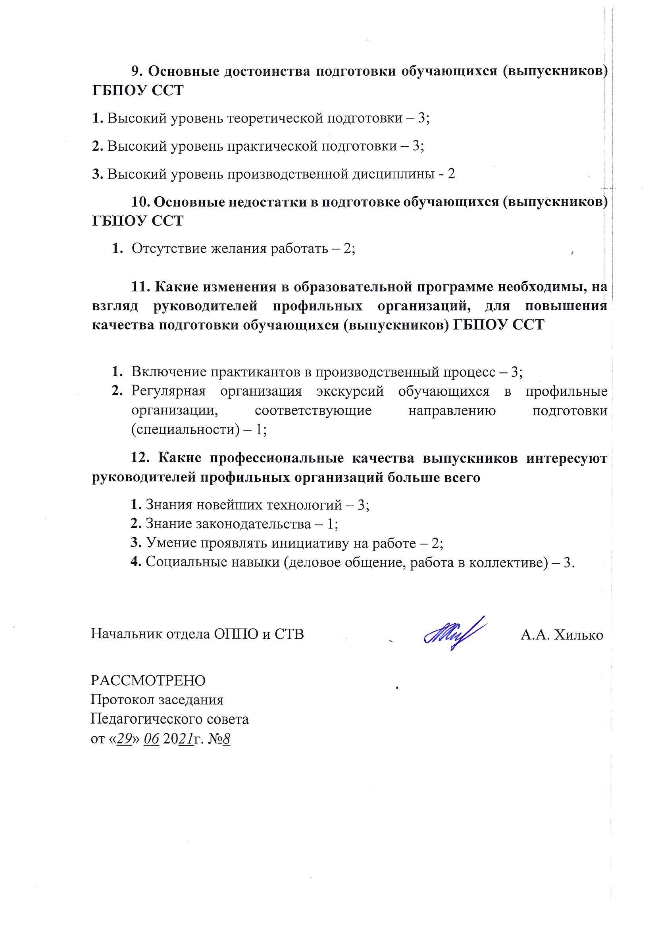 9. Основные достоинства подготовки обучающихся (выпускников)
ГБПОУ ССТ
1. Высокий уровень теоретической подготовки – 3;
2. Высокий уровень практической подготовки – 3;
3. Высокий уровень производственной дисциплины - 2
10. Основные недостатки в подготовке обучающихся (выпускников)
ГБПОУ ССТ
1. Отсутствие желания работать – 2;
11. Какие изменения в образовательной программе необходимы, на
взгляд руководителей профильных организаций, для повышения
качества подготовки обучающихся (выпускников) ГБПОУ ССТ
1. Включение практикантов в производственный процесс – 3;
2. Регулярная организация экскурсий обучающихся в профильные
организации, соответствующие направлению подготовки
(специальности) – 1;
12. Какие профессиональные качества выпускников интересуют
руководителей профильных организаций больше всего
1. Знания новейших технологий – 3;
2. Знание законодательства – 1;
3. Умение проявлять инициативу на работе – 2;
4. Социальные навыки (деловое общение, работа в коллективе) – 3.
Начальник отдела ОППО и СТВ А.А. Хилько
РАССМОТРЕНО
Протокол заседания
Педагогического совета
от «29» 06 2021г. №8